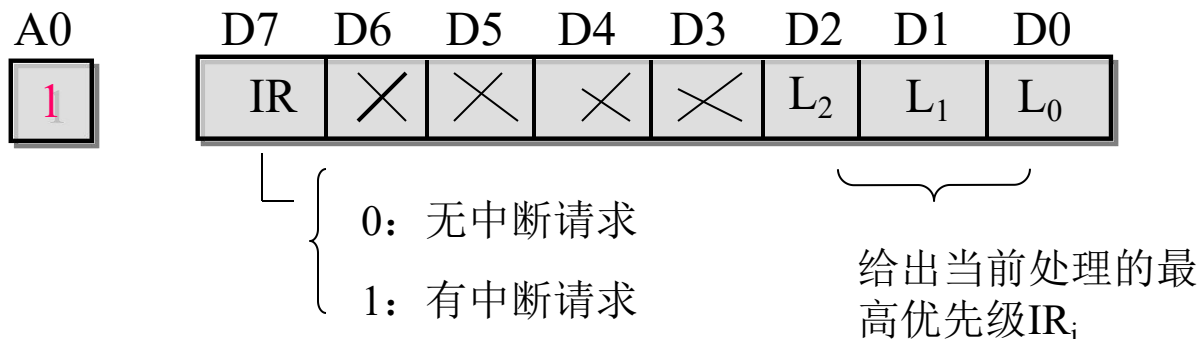 A0 D7 D6 D5 D4 D3 D2 D1 D0
1 IR L₂ L₁ L₀
0：无中断请求
1：有中断请求
给出当前处理的最
高优先级IRᵢ